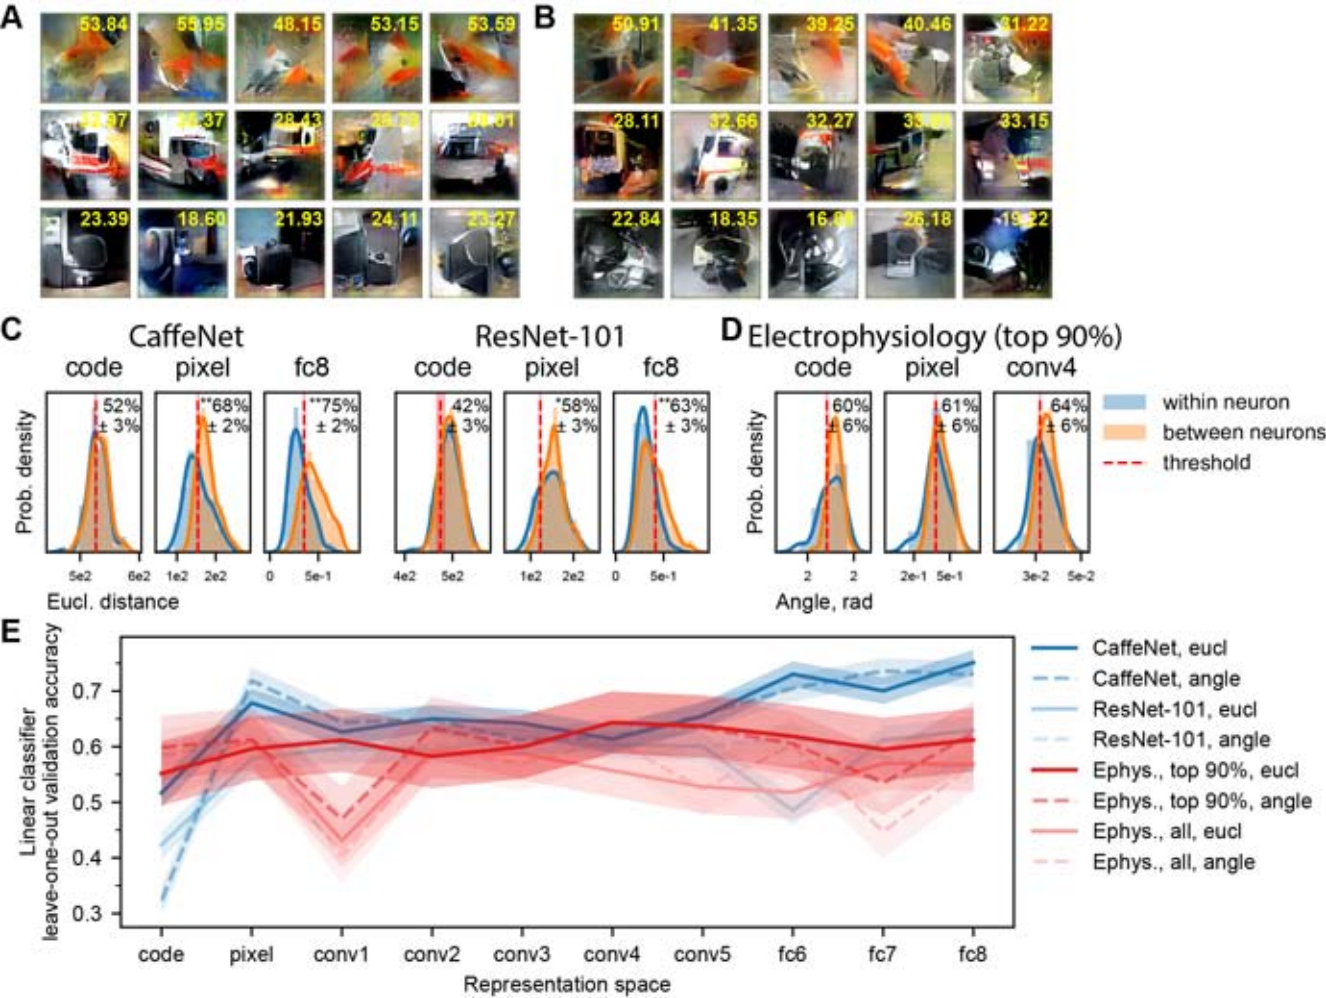 A
53.84 55.95 48.15 53.15 53.59
28.43
23.39 18.60 21.93 24.11 23.27
B
50.91 41.35 39.25 40.46 31.22
28.11 32.66 32.27 33.15
22.84 18.35 26.18 19.22
C
CaffeNet
code pixel fc8
ResNet-101
code pixel fc8
D Electrophysiology (top 90%)
code pixel conv4
52% ± 3%
**68% ± 2%
**75% ± 2%
42% ± 3%
*58% ± 3%
**63% ± 3%
60% ± 6%
61% ± 6%
64% ± 6%
Prob. density
Prob. density
5e2 6e2 1e2 2e2 0 5e-1
4e2 5e2 1e2 2e2 0 5e-1
2 2 2e-1 5e-1 3e-2 5e-2
Eucl. distance
Angle, rad
within neuron
between neurons
threshold
E
Linear classifier
leave-one-out validation accuracy
0.7
0.6
0.5
0.4
0.3
code pixel conv1 conv2 conv3 conv4 conv5 fc6 fc7 fc8
Representation space
CaffeNet, eucl
CaffeNet, angle
ResNet-101, eucl
ResNet-101, angle
Ephys., top 90%, eucl
Ephys., top 90%, angle
Ephys., all, eucl
Ephys., all, angle